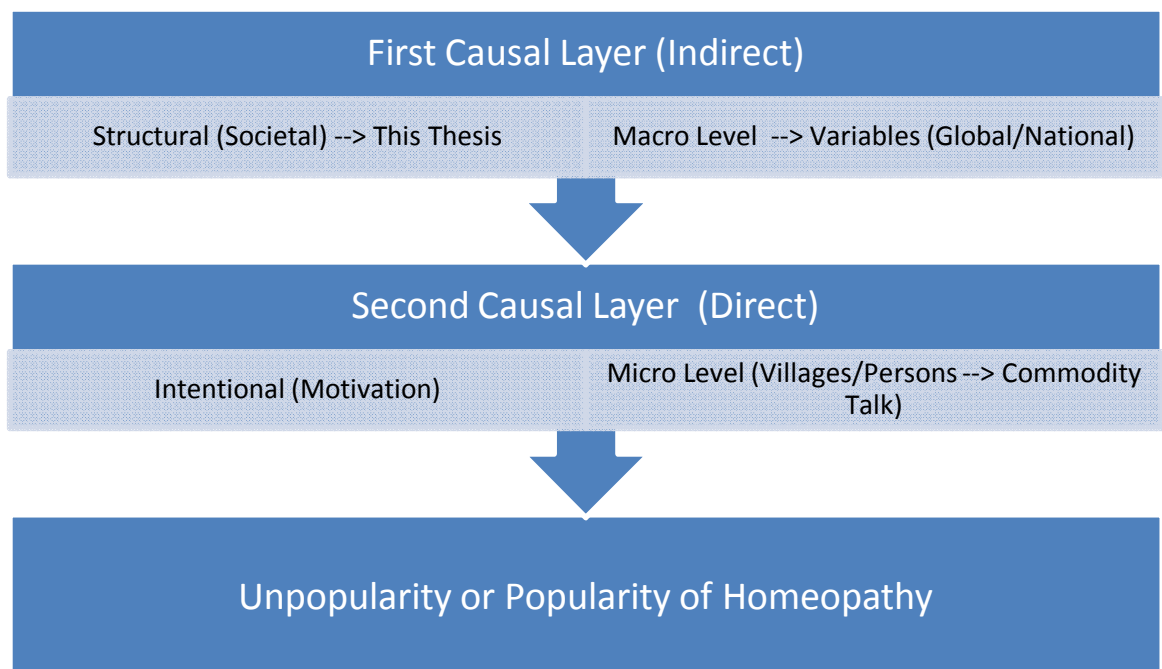 First Causal Layer (Indirect)
Structural (Societal) --> This Thesis
Macro Level --> Variables (Global/National)
Second Causal Layer (Direct)
Intentional (Motivation)
Micro Level (Villages/Persons --> Commodity
Talk)
Unpopularity or Popularity of Homeopathy